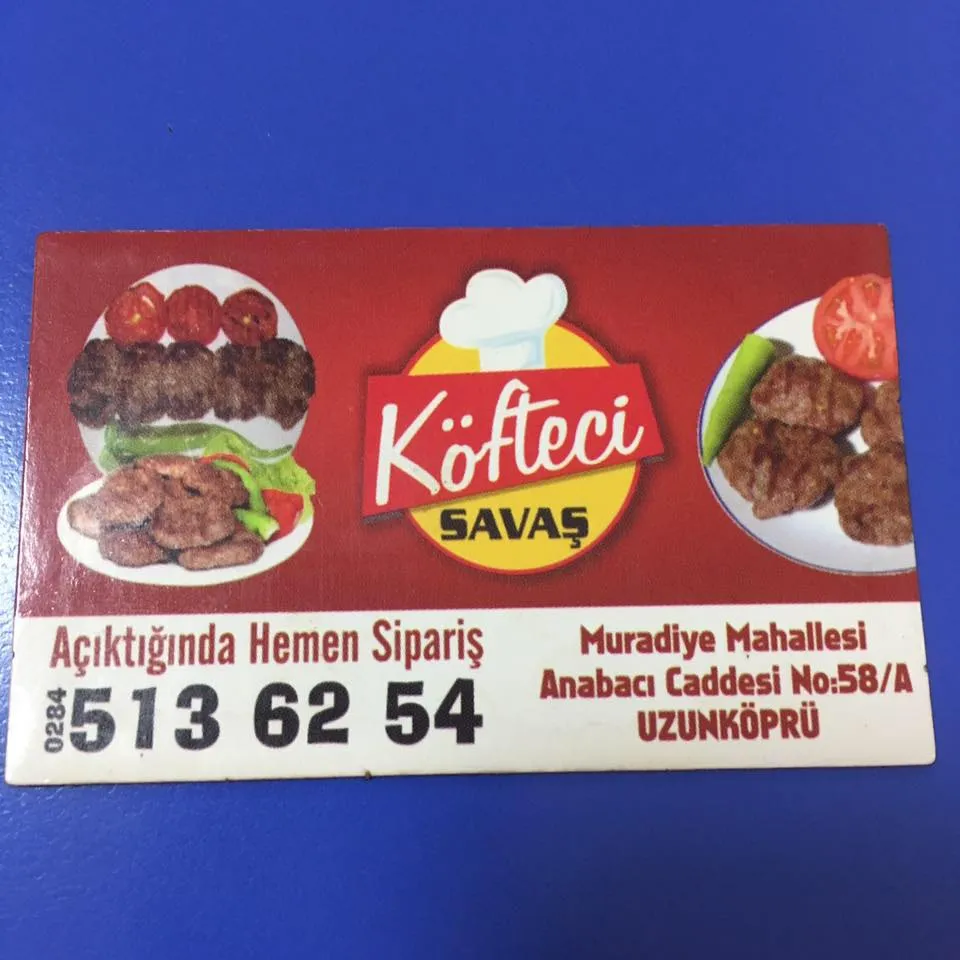 Köfteci
SAVAŞ
Açıktığında Hemen Sipariş
0284 513 62 54
Muradiye Mahallesi
Anabacı Caddesi No:58/A
UZUNKÖPRÜ